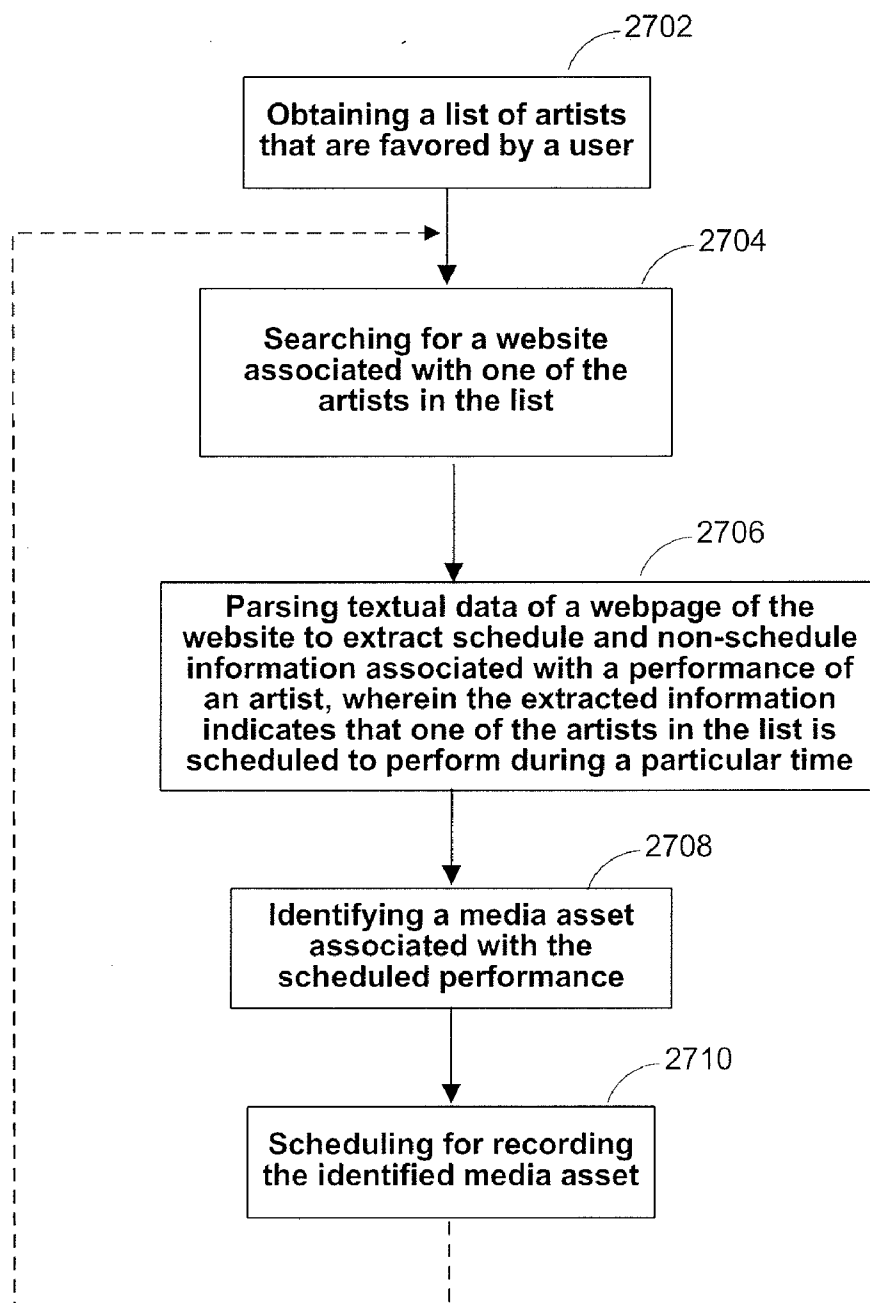 2702
Obtaining a list of artists
that are favored by a user
2704
Searching for a website
associated with one of the
artists in the list
2706
Parsing textual data of a webpage of the
website to extract schedule and non-schedule
information associated with a performance of
an artist, wherein the extracted information
indicates that one of the artists in the list is
scheduled to perform during a particular time
2708
Identifying a media asset
associated with the
scheduled performance
2710
Scheduling for recording
the identified media asset